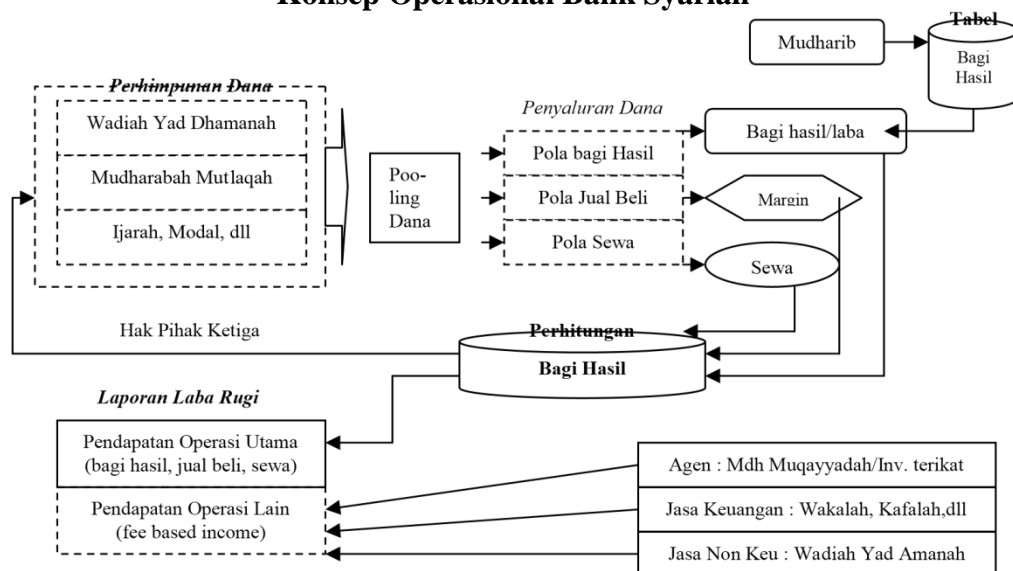 Konsep Operasional Bank Syariah
Tabel
Mudharib
Bagi
Hasil
Perhimpunan Dana
Wadiah Yad Dhamanah
Mudharabah Mutlaqah
Ijarah, Modal, dll
Poo-
ling
Dana
Penyaluran Dana
Pola bagi Hasil
Pola Jual Beli
Pola Sewa
Bagi hasil/laba
Margin
Sewa
Hak Pihak Ketiga
Perhitungan
Bagi Hasil
Laporan Laba Rugi
Pendapatan Operasi Utama
(bagi hasil, jual beli, sewa)
Pendapatan Operasi Lain
(fee based income)
Agen : Mdh Muqayyadah/Inv. terikat
Jasa Keuangan : Wakalah, Kafalah,dll
Jasa Non Keu : Wadiah Yad Amanah